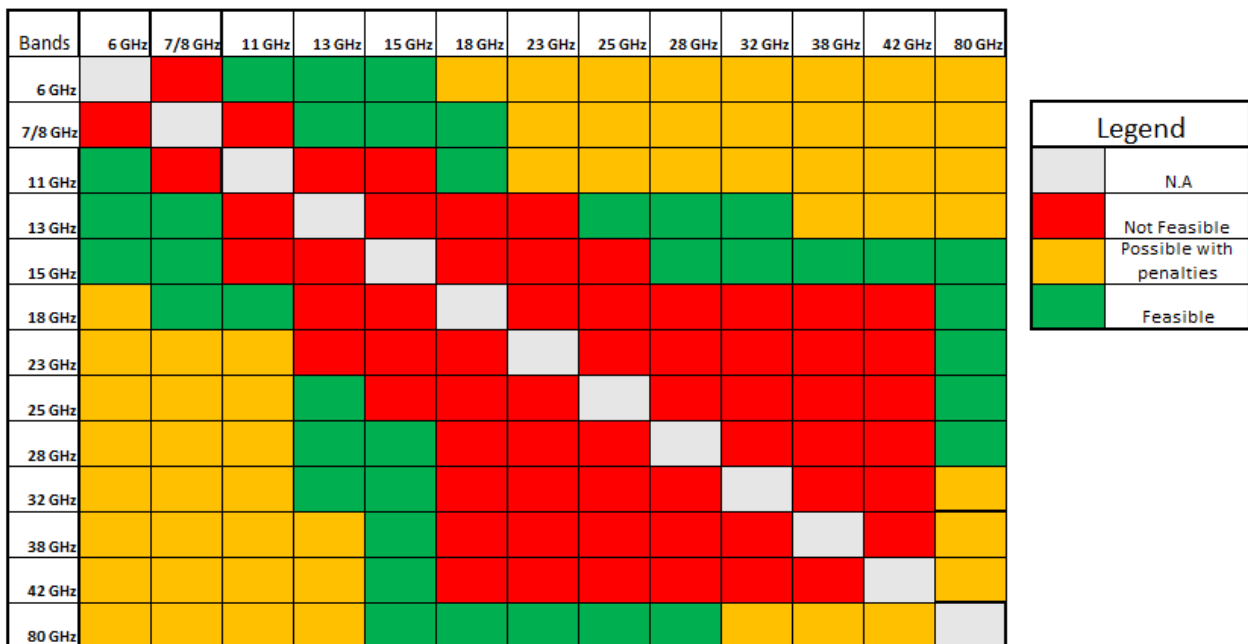 Bands 6 GHz 7/8 GHz 11 GHz 13 GHz 15 GHz 18 GHz 23 GHz 25 GHz 28 GHz 32 GHz 38 GHz 42 GHz 80 GHz
6 GHz
7/8 GHz
11 GHz
13 GHz
15 GHz
18 GHz
23 GHz
25 GHz
28 GHz
32 GHz
38 GHz
42 GHz
80 GHz
Legend
N.A
Not Feasible
Possible with
penalties
Feasible